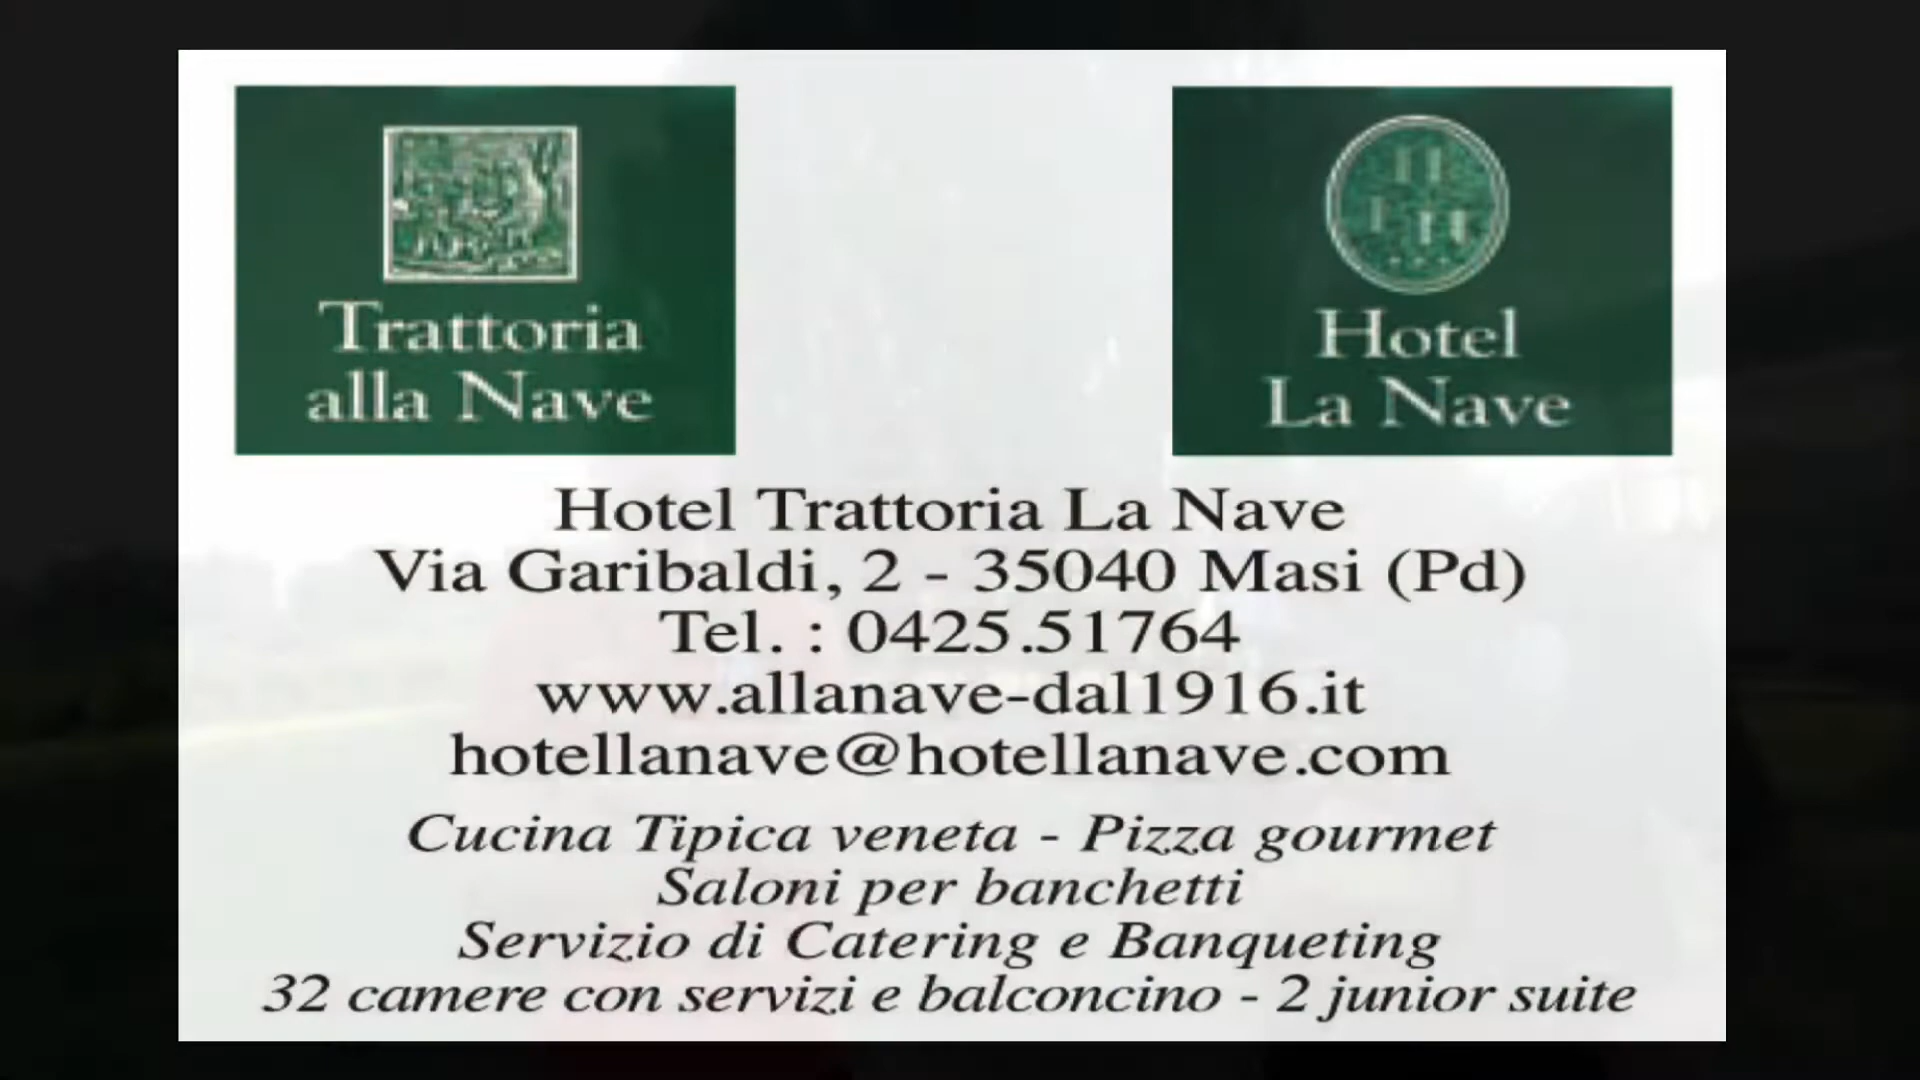 Trattoria
alla Nave
Hotel
La Nave
Hotel Trattoria La Nave
Via Garibaldi, 2 - 35040 Masi (Pd)
Tel. : 0425.51764
www.allanave-dal1916.it
hotellanave@hotellanave.com
Cucina Tipica veneta - Pizza gourmet
Saloni per banchetti
Servizio di Catering e Banqueting
32 camere con servizi e balconcino - 2 junior suite